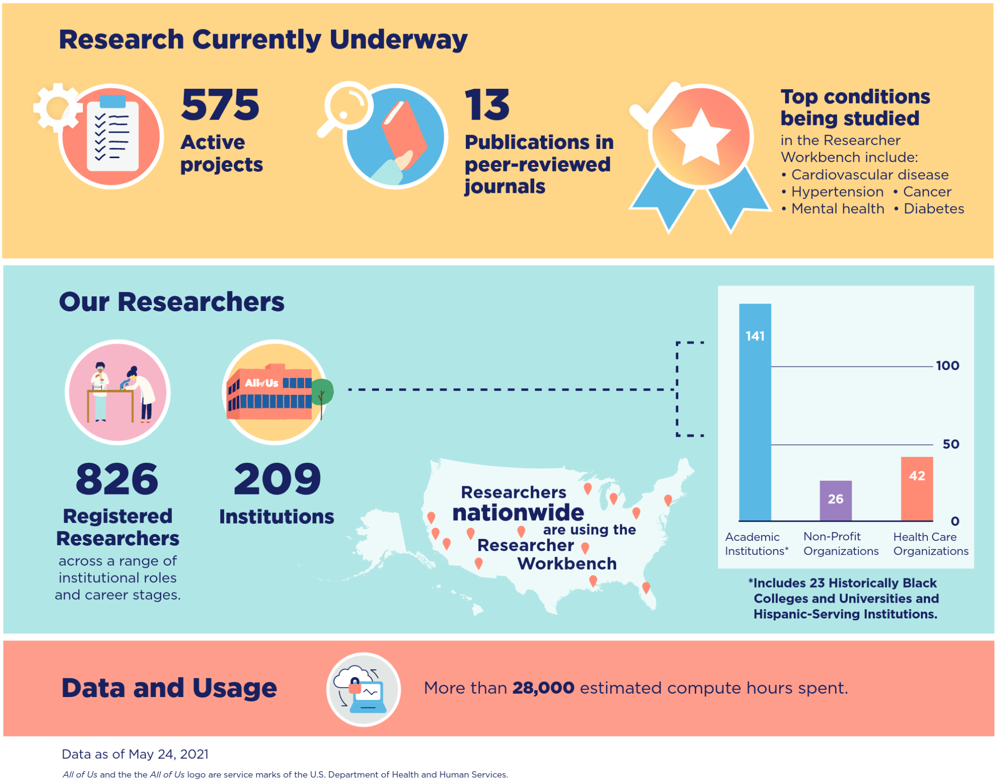 Research Currently Underway
575
Active
projects
13
Publications in
peer-reviewed
journals
Top conditions
being studied
in the Researcher
Workbench include:
• Cardiovascular disease
• Hypertension • Cancer
• Mental health • Diabetes
Our Researchers
All of Us
826
Registered
Researchers
across a range of
institutional roles
and career stages.
209
Institutions
Researchers
nationwide
are using the
Researcher
Workbench
141
26
42
100
50
0
Academic
Institutions*
Non-Profit
Organizations
Health Care
Organizations
*Includes 23 Historically Black
Colleges and Universities and
Hispanic-Serving Institutions.
Data and Usage
More than 28,000 estimated compute hours spent.
Data as of May 24, 2021
All of Us and the the All of Us logo are service marks of the U.S. Department of Health and Human Services.